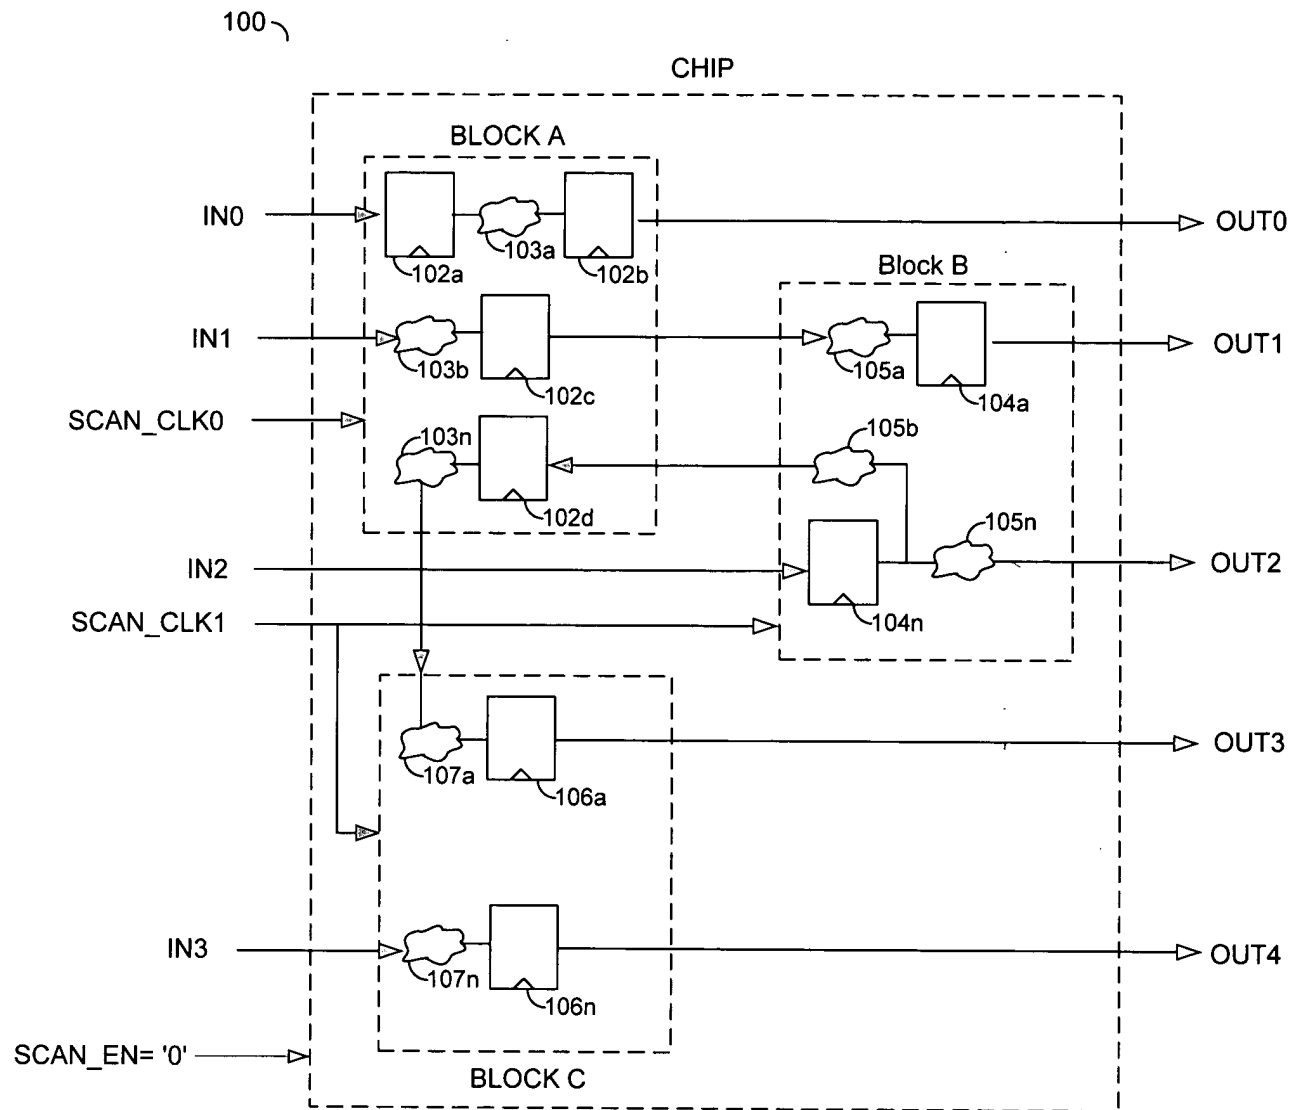 100
CHIP
BLOCK A
IN0
OUT0
103a
102a
102b
Block B
IN1
OUT1
103b
105a
102c
104a
SCAN_CLK0
103n
105b
102d
105n
IN2
OUT2
SCAN_CLK1
104n
OUT3
107a
106a
IN3
OUT4
107n
106n
SCAN_EN= '0'
BLOCK C